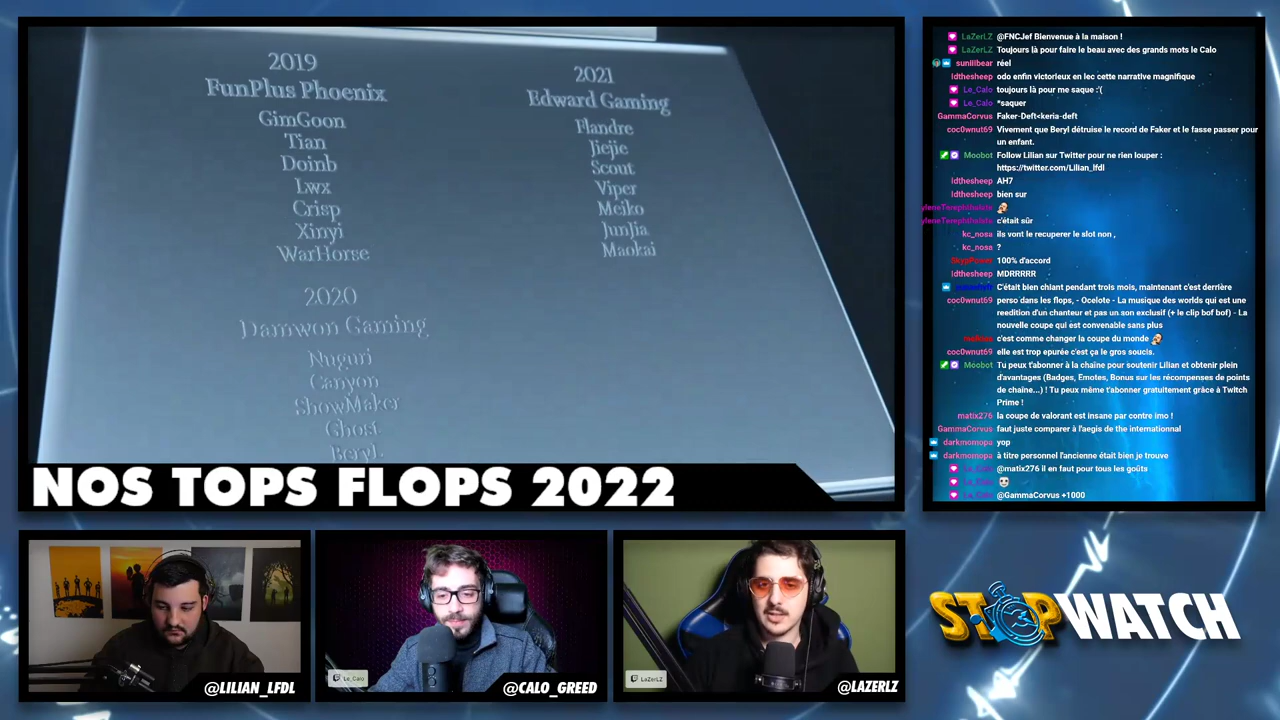 2019
FunPlus Phoenix
GimGoon
Tian
Doinb
Lwx
Crisp
Xinyi
WarHorse
2020
Damwon Gaming
Nuguri
Canyon
ShowMaker
Ghost
BeryL
2021
Edward Gaming
Flandre
Jiejie
Scout
Viper
Meiko
JunJia
Maokai
NOS TOPS FLOPS 2022
LaZerLZ @FNCJef Bienvenue à la maison !
LaZerLZ Toujours là pour faire le beau avec des grands mots le Calo
suniiibear réel
ldthesheep odo enfin victorieux en lec cette narrative magnifique
Le_Calo toujours là pour me saque :'(
Le_Calo *saquer
GammaCorvus Faker-Deft<keria-deft
coc0wnut69 Vivement que Beryl détruise le record de Faker et le fasse passer pour
un enfant.
Moobot Follow Lilian sur Twitter pour ne rien louper :
https://twitter.com/Lilian_lfdl
ldthesheep AH7
ldthesheep bien sur
c'était sûr
kc_nosa ils vont le recuperer le slot non ,
kc_nosa ?
SkypPower 100% d'accord
ldthesheep MDRRRRR
C'était bien chiant pendant trois mois, maintenant c'est derrière
coc0wnut69 perso dans les flops, - Ocelote - La musique des worlds qui est une
reedition d'un chanteur et pas un son exclusif (+ le clip bof bof) - La
nouvelle coupe qui est convenable sans plus
c'est comme changer la coupe du monde
coc0wnut69 elle est trop epurée c'est ça le gros soucis.
Moobot Tu peux t'abonner à la chaîne pour soutenir Lilian et obtenir plein
d'avantages (Badges, Emotes, Bonus sur les récompenses de points
de chaîne...) ! Tu peux même t'abonner gratuitement grâce à Twitch
Prime !
matix276 la coupe de valorant est insane par contre imo !
GammaCorvus faut juste comparer à l'aegis de the internationnal
darkmomopa yop
darkmomopa à titre personnel l'ancienne était bien je trouve
Le_Calo @matix276 il en faut pour tous les goûts
Le_Calo
Le_Calo @GammaCorvus +1000
@LILIAN_LFDL
Le_Calo
@CALO_GREED
LaZerLZ
@LAZERLZ
STOPWATCH